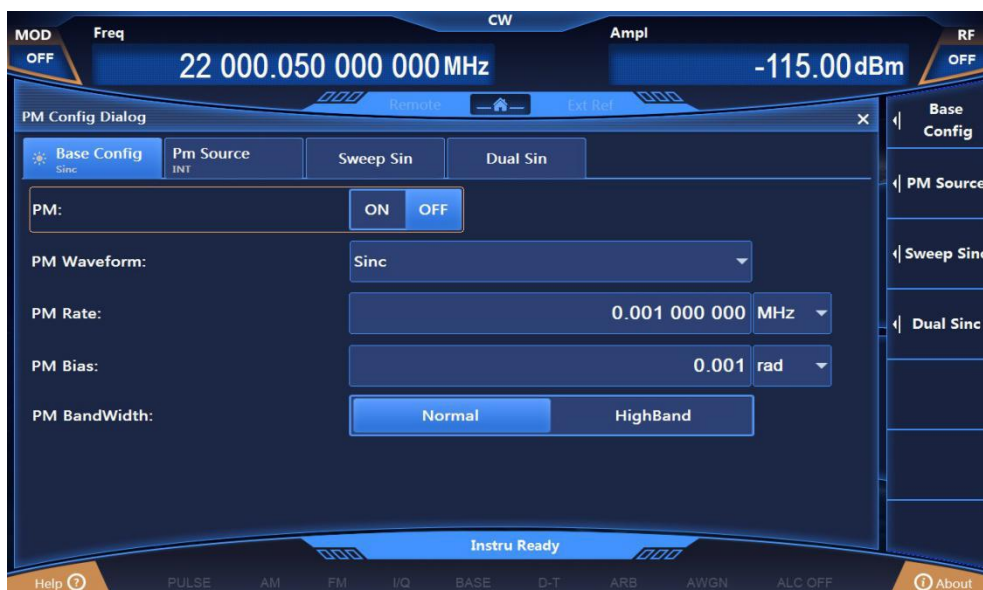 CW
MOD
OFF
Freq
22 000.050 000 000 MHz
Ampl
-115.00 dBm
RF
OFF
Remote
Ext Ref
PM Config Dialog
×
Base Config
Sinc
Pm Source
INT
Sweep Sin
Dual Sin
PM:
ON
OFF
PM Waveform:
Sinc
PM Rate:
0.001 000 000
MHz
PM Bias:
0.001
rad
PM BandWidth:
Normal
HighBand
Base
Config
PM Source
Sweep Sinc
Dual Sinc
Instru Ready
Help ?
PULSE
AM
FM
I/Q
BASE
D-T
ARB
AWGN
ALC OFF
About